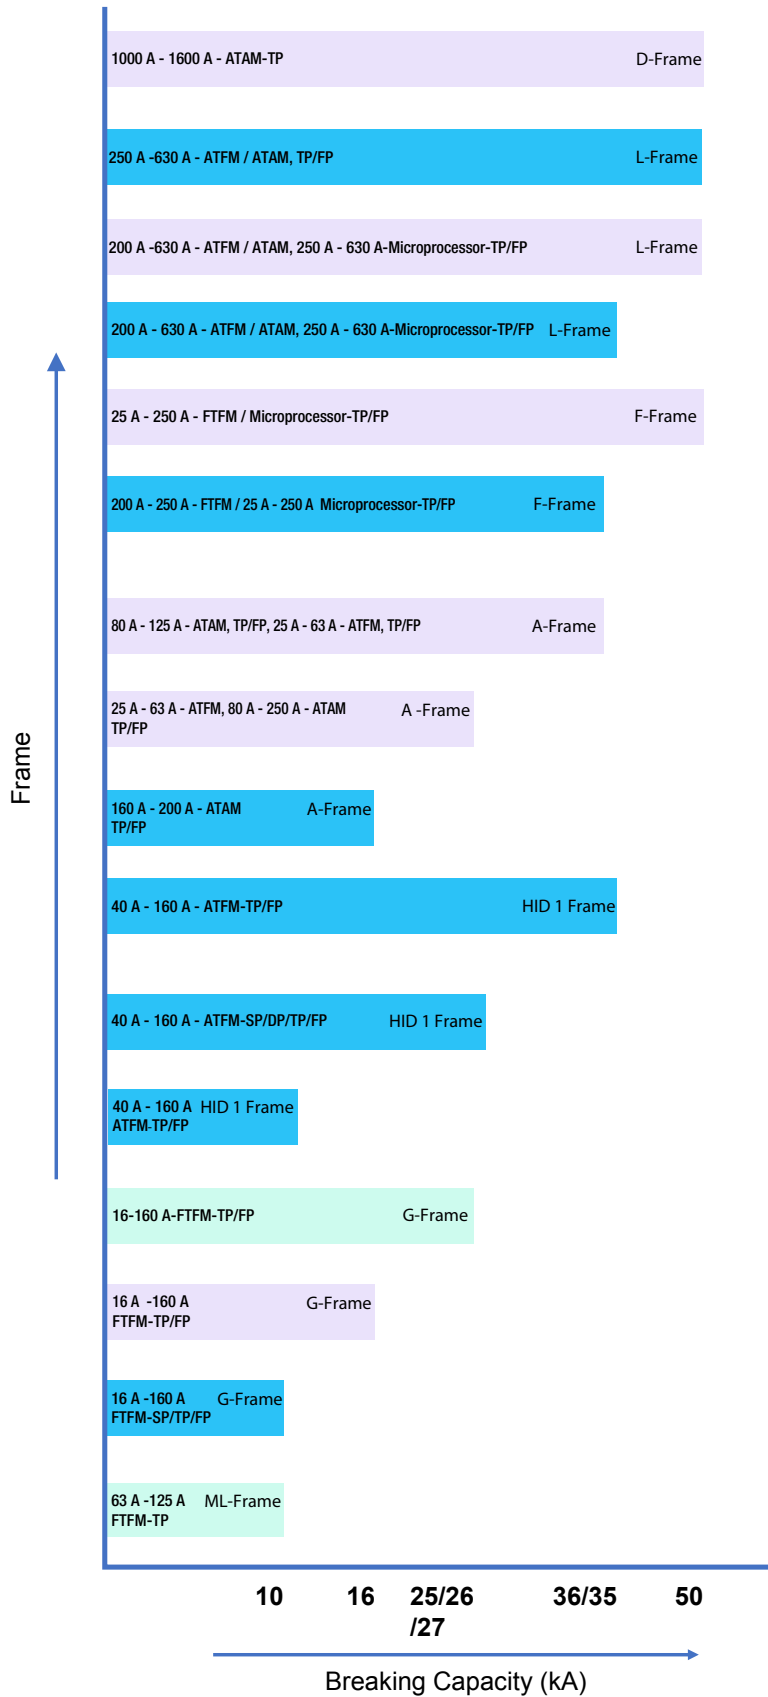 1000 A - 1600 A - ATAM-TP D-Frame
250 A -630 A - ATFM / ATAM, TP/FP L-Frame
200 A -630 A - ATFM / ATAM, 250 A - 630 A-Microprocessor-TP/FP L-Frame
200 A - 630 A - ATFM / ATAM, 250 A - 630 A-Microprocessor-TP/FP L-Frame
25 A - 250 A - FTFM / Microprocessor-TP/FP F-Frame
200 A - 250 A - FTFM / 25 A - 250 A Microprocessor-TP/FP F-Frame
80 A - 125 A - ATAM, TP/FP, 25 A - 63 A - ATFM, TP/FP A-Frame
25 A - 63 A - ATFM, 80 A - 250 A - ATAM A -Frame
TP/FP
Frame
160 A - 200 A - ATAM A-Frame
TP/FP
40 A - 160 A - ATFM-TP/FP HID 1 Frame
40 A - 160 A - ATFM-SP/DP/TP/FP HID 1 Frame
40 A - 160 A HID 1 Frame
ATFM-TP/FP
16-160 A-FTFM-TP/FP G-Frame
16 A -160 A G-Frame
FTFM-TP/FP
16 A -160 A G-Frame
FTFM-SP/TP/FP
63 A -125 A ML-Frame
FTFM-TP
10 16 25/26 36/35 50
/27
Breaking Capacity (kA)